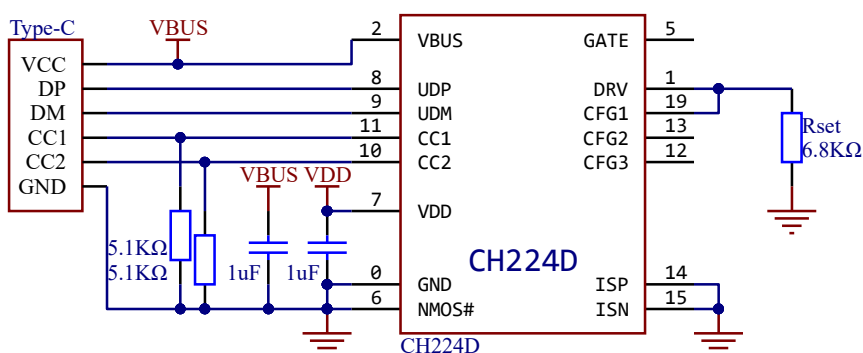 Type-C
VBUS
VCC
DP
DM
CC1
CC2
GND
2
8
9
11
10
7
0
6
VBUS
UDP
UDM
CC1
CC2
VDD
GND
NMOS#
GATE
DRV
CFG1
CFG2
CFG3
ISP
ISN
5
1
19
13
12
14
15
CH224D
CH224D
VBUS
VDD
5.1KΩ
5.1KΩ
1uF
1uF
Rset
6.8KΩ